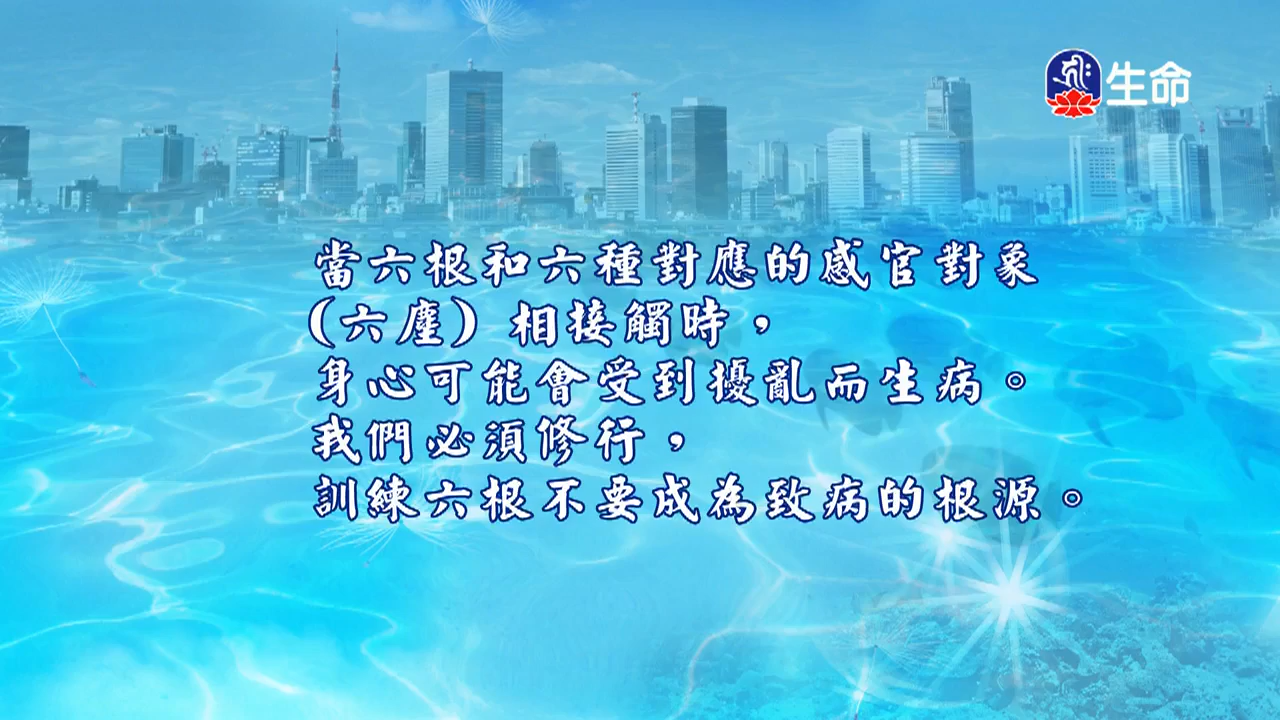 生命
當六根和六種對應的感官對象
(六塵) 相接觸時，
身心可能會受到擾亂而生病。
我們必須修行，
訓練六根不要成為致病的根源。